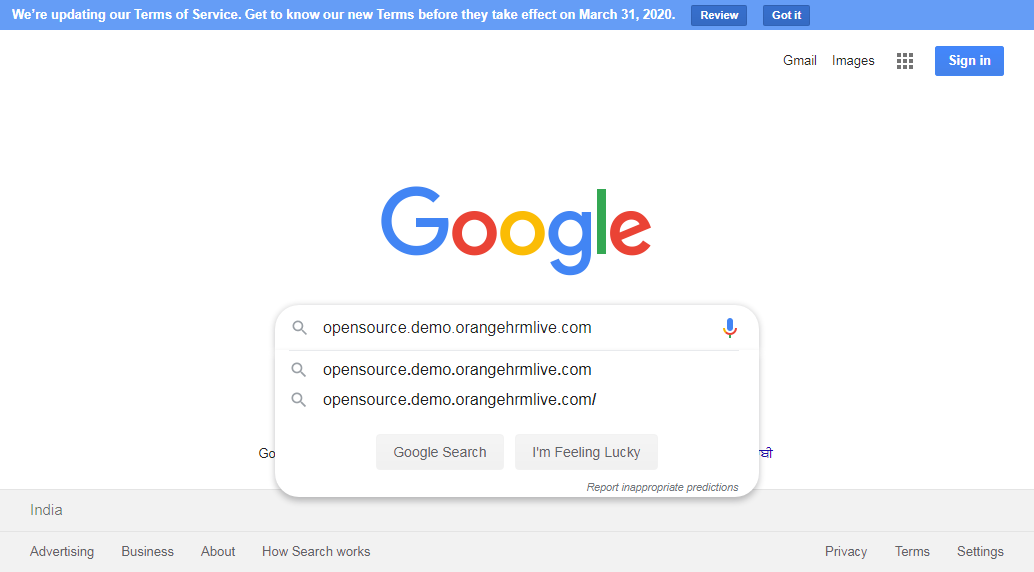 We're updating our Terms of Service. Get to know our new Terms before they take effect on March 31, 2020. Review Got it
Gmail Images Sign in
Google
opensource.demo.orangehrmlive.com
opensource.demo.orangehrmlive.com
opensource.demo.orangehrmlive.com/
Google Search I'm Feeling Lucky
Report inappropriate predictions
India
Advertising Business About How Search works Privacy Terms Settings